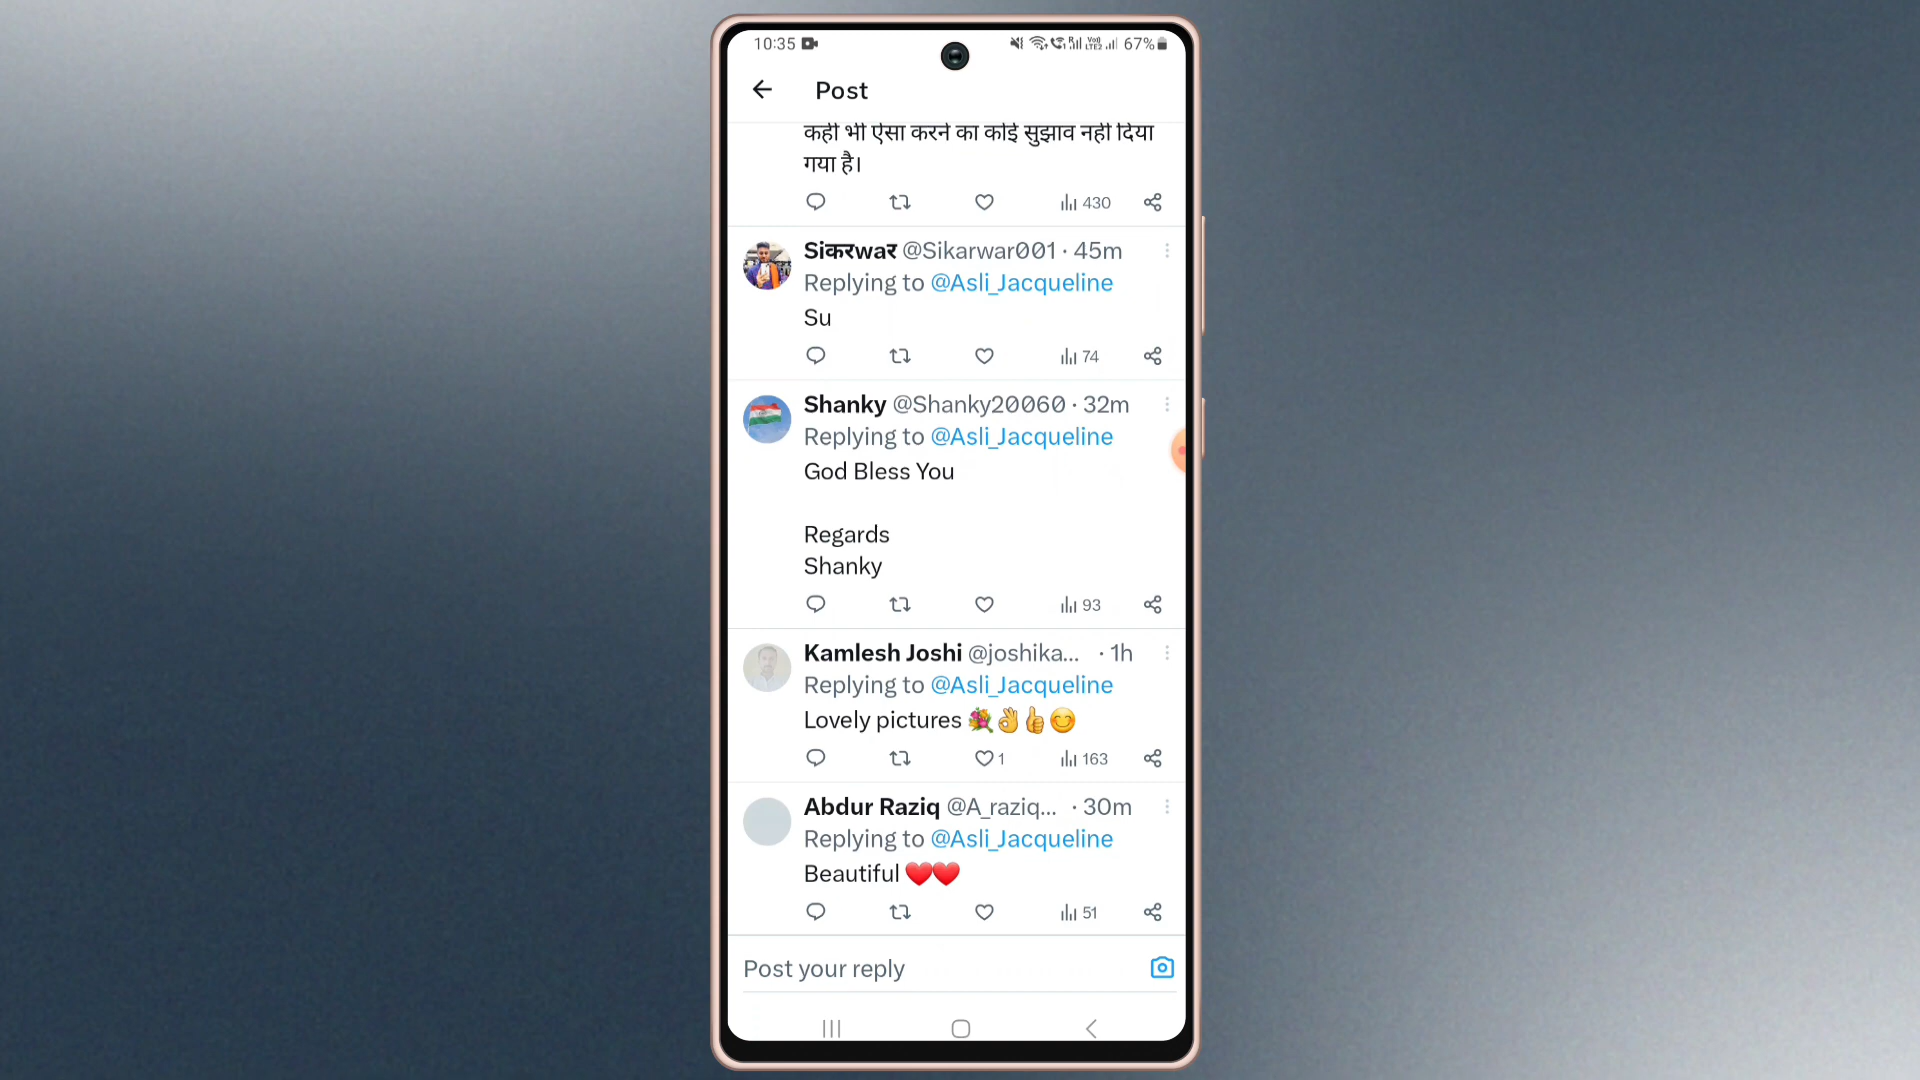 10:35 67%
Post
कहीं भी ऐसा करने का कोई सुझाव नहीं दिया
गया है।
430
Siकरwaर @Sikarwar001 · 45m
Replying to @Asli_Jacqueline
Su
74
Shanky @Shanky20060 · 32m
Replying to @Asli_Jacqueline
God Bless You
Regards
Shanky
93
Kamlesh Joshi @joshika... · 1h
Replying to @Asli_Jacqueline
Lovely pictures 💐👌👍😊
1 163
Abdur Raziq @A_raziq... · 30m
Replying to @Asli_Jacqueline
Beautiful ❤️❤️
51
Post your reply